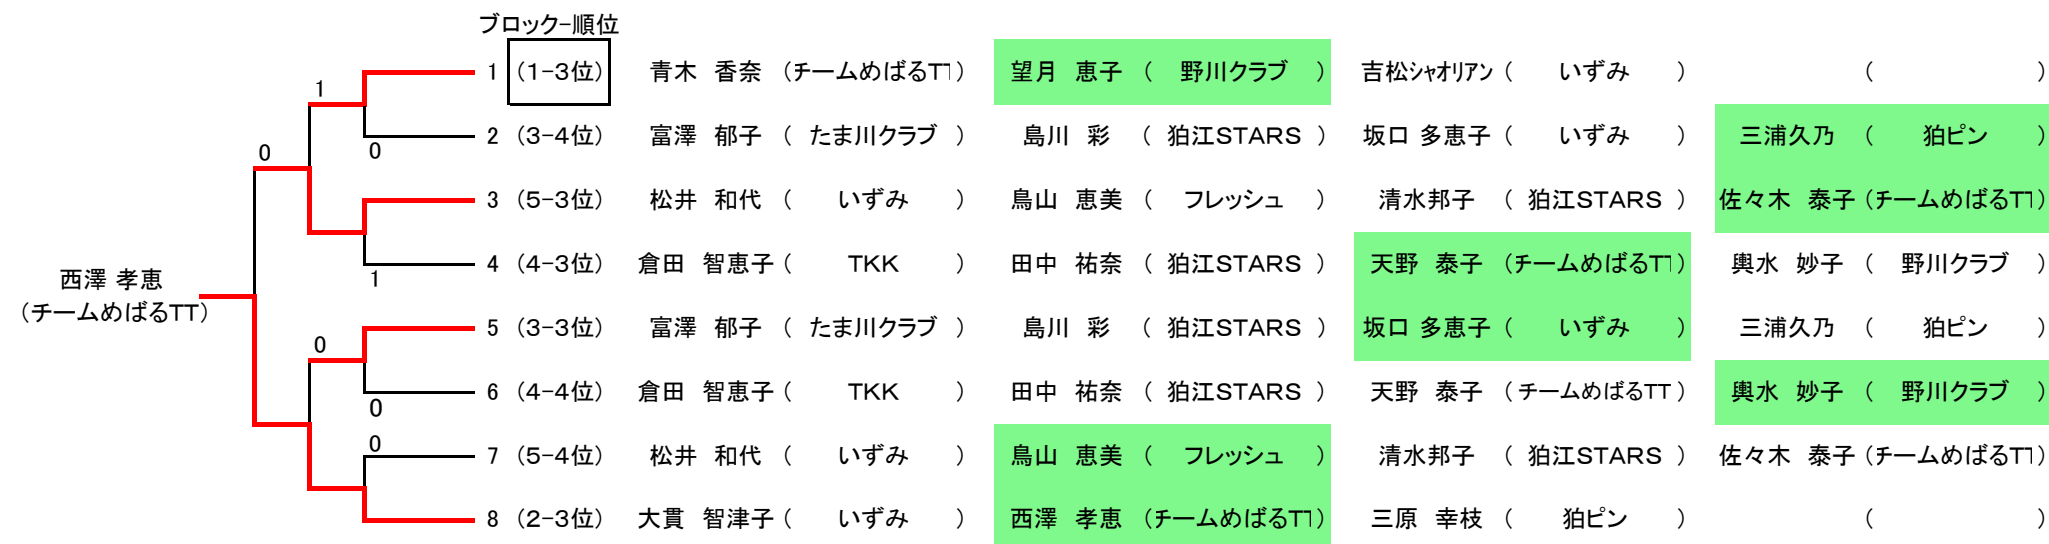 ブロック-順位
1 (1-3位) 青木 香奈 (チームめばるTT) 望月 恵子 ( 野川クラブ ) 吉松シャオリアン ( いずみ ) ( )
1
2 (3-4位) 富澤 郁子 ( たま川クラブ ) 島川 彩 ( 狛江STARS ) 坂口 多恵子 ( いずみ ) 三浦久乃 ( 狛ピン )
0 0
3 (5-3位) 松井 和代 ( いずみ ) 鳥山 恵美 ( フレッシュ ) 清水邦子 ( 狛江STARS ) 佐々木 泰子 (チームめばるTT)
4 (4-3位) 倉田 智恵子 ( TKK ) 田中 祐奈 ( 狛江STARS ) 天野 泰子 (チームめばるTT) 輿水 妙子 ( 野川クラブ )
1
西澤 孝恵
(チームめばるTT)
5 (3-3位) 富澤 郁子 ( たま川クラブ ) 島川 彩 ( 狛江STARS ) 坂口 多恵子 ( いずみ ) 三浦久乃 ( 狛ピン )
0
6 (4-4位) 倉田 智恵子 ( TKK ) 田中 祐奈 ( 狛江STARS ) 天野 泰子 (チームめばるTT) 輿水 妙子 ( 野川クラブ )
0
0
7 (5-4位) 松井 和代 ( いずみ ) 鳥山 恵美 ( フレッシュ ) 清水邦子 ( 狛江STARS ) 佐々木 泰子 (チームめばるTT)
8 (2-3位) 大貫 智津子 ( いずみ ) 西澤 孝恵 (チームめばるTT) 三原 幸枝 ( 狛ピン ) ( )